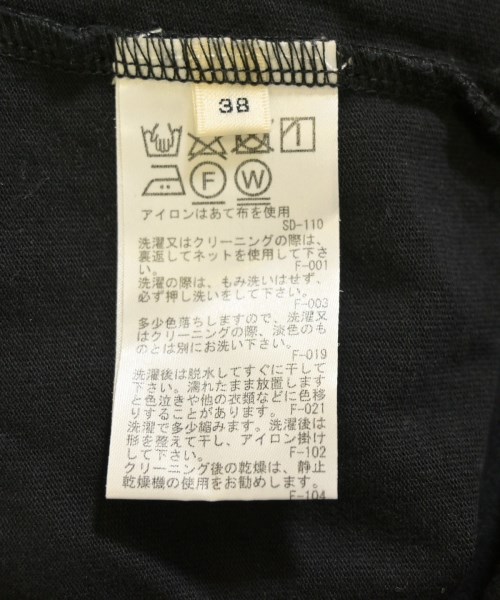 38
F
W
アイロンはあて布を使用
SD-110
洗濯又はクリーニングの際は、
裏返してネットを使用して下さ
い。
F-001
洗濯の際は、もみ洗いはせず、
必ず押し洗いをして下さい。
F-003
多少色落ちしますので、洗濯又
はクリーニングの際、淡色のも
のとは別にお洗い下さい。
F-019
洗濯後は脱水してすぐに干して
下さい。濡れたまま放置します
と色泣きや他の衣類などに色移
りすることがあります。 F-021
洗濯で多少縮みます。洗濯後は
形を整えて干し、アイロン掛け
して下さい。
F-102
クリーニング後の乾燥は、静止
乾燥機の使用をお勧めします。
F-104